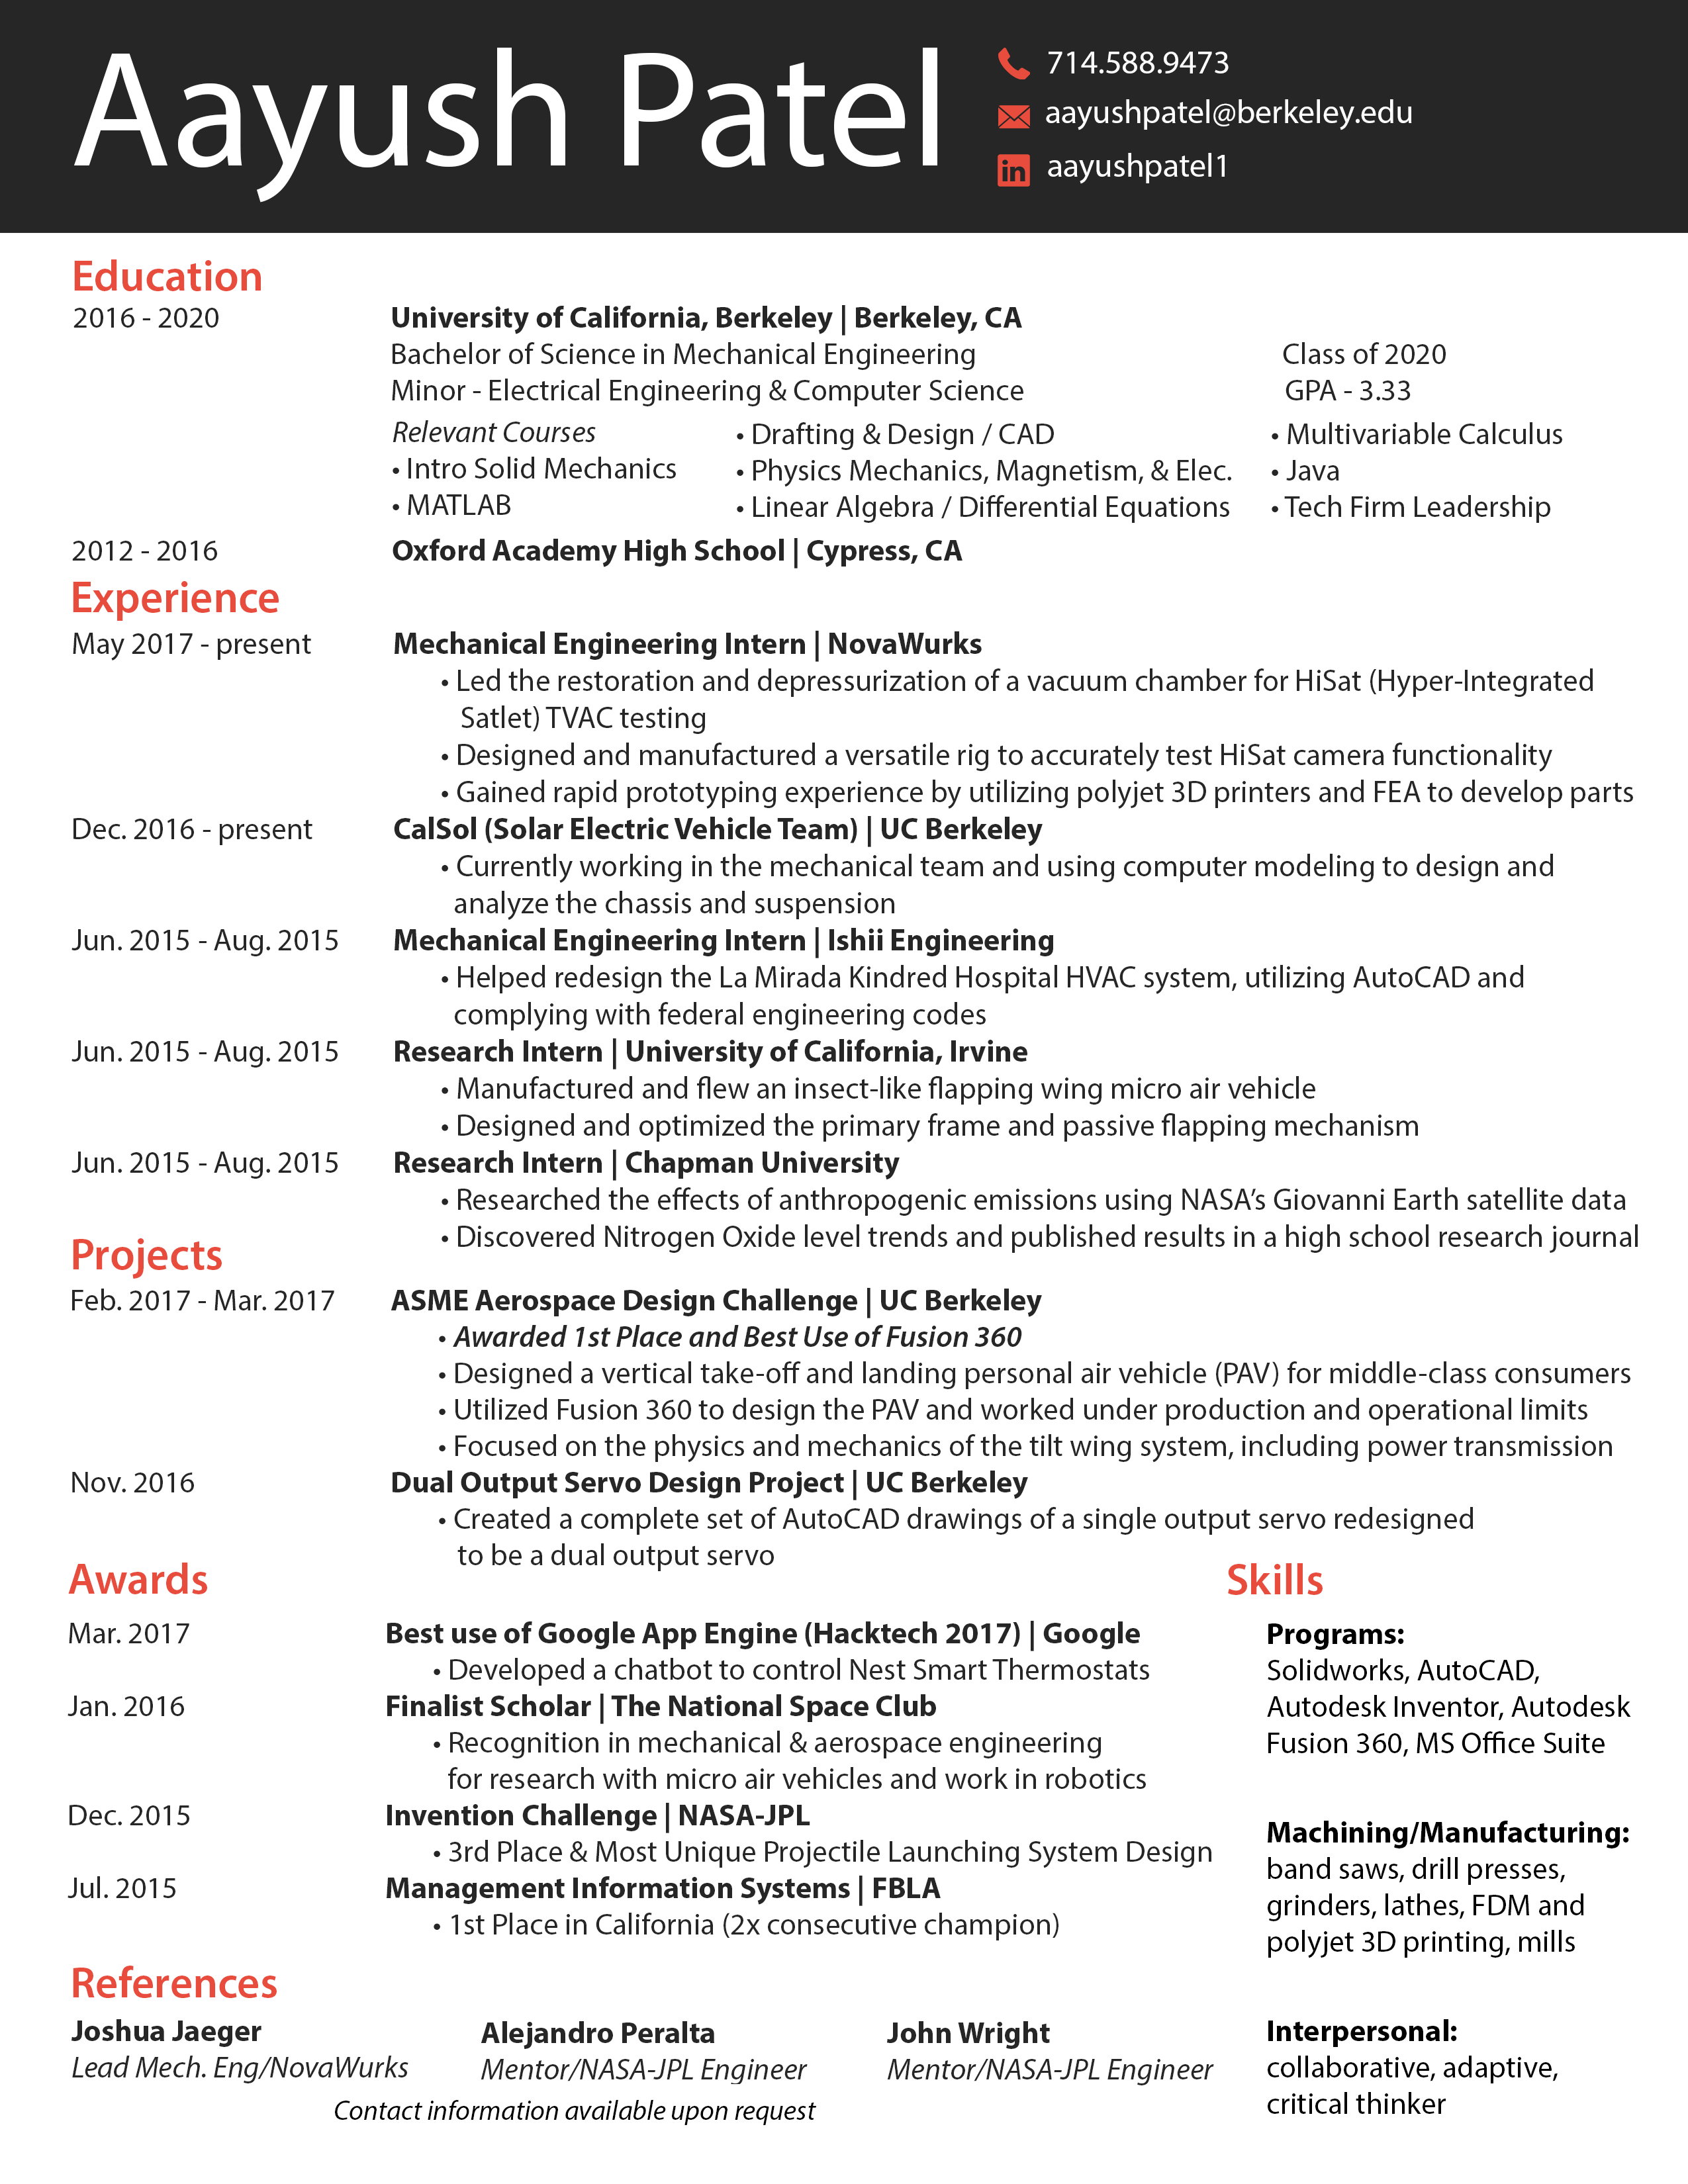 Aayush Patel
714.588.9473
aayushpatel@berkeley.edu
in aayushpatel1
Education
2016 - 2020 University of California, Berkeley | Berkeley, CA
Bachelor of Science in Mechanical Engineering Class of 2020
Minor - Electrical Engineering & Computer Science GPA - 3.33
Relevant Courses • Drafting & Design / CAD • Multivariable Calculus
• Intro Solid Mechanics • Physics Mechanics, Magnetism, & Elec. • Java
• MATLAB • Linear Algebra / Differential Equations • Tech Firm Leadership
2012 - 2016 Oxford Academy High School | Cypress, CA
Experience
May 2017 - present Mechanical Engineering Intern | NovaWurks
• Led the restoration and depressurization of a vacuum chamber for HiSat (Hyper-Integrated
Satlet) TVAC testing
• Designed and manufactured a versatile rig to accurately test HiSat camera functionality
• Gained rapid prototyping experience by utilizing polyjet 3D printers and FEA to develop parts
Dec. 2016 - present CalSol (Solar Electric Vehicle Team) | UC Berkeley
• Currently working in the mechanical team and using computer modeling to design and
analyze the chassis and suspension
Jun. 2015 - Aug. 2015 Mechanical Engineering Intern | Ishii Engineering
• Helped redesign the La Mirada Kindred Hospital HVAC system, utilizing AutoCAD and
complying with federal engineering codes
Jun. 2015 - Aug. 2015 Research Intern | University of California, Irvine
• Manufactured and flew an insect-like flapping wing micro air vehicle
• Designed and optimized the primary frame and passive flapping mechanism
Jun. 2015 - Aug. 2015 Research Intern | Chapman University
• Researched the effects of anthropogenic emissions using NASA’s Giovanni Earth satellite data
• Discovered Nitrogen Oxide level trends and published results in a high school research journal
Projects
Feb. 2017 - Mar. 2017 ASME Aerospace Design Challenge | UC Berkeley
• Awarded 1st Place and Best Use of Fusion 360
• Designed a vertical take-off and landing personal air vehicle (PAV) for middle-class consumers
• Utilized Fusion 360 to design the PAV and worked under production and operational limits
• Focused on the physics and mechanics of the tilt wing system, including power transmission
Nov. 2016 Dual Output Servo Design Project | UC Berkeley
• Created a complete set of AutoCAD drawings of a single output servo redesigned
to be a dual output servo
Awards
Mar. 2017 Best use of Google App Engine (Hacktech 2017) | Google
• Developed a chatbot to control Nest Smart Thermostats
Jan. 2016 Finalist Scholar | The National Space Club
• Recognition in mechanical & aerospace engineering
for research with micro air vehicles and work in robotics
Dec. 2015 Invention Challenge | NASA-JPL
• 3rd Place & Most Unique Projectile Launching System Design
Jul. 2015 Management Information Systems | FBLA
• 1st Place in California (2x consecutive champion)
Skills
Programs:
Solidworks, AutoCAD,
Autodesk Inventor, Autodesk
Fusion 360, MS Office Suite
Machining/Manufacturing:
band saws, drill presses,
grinders, lathes, FDM and
polyjet 3D printing, mills
Interpersonal:
collaborative, adaptive,
critical thinker
References
Joshua Jaeger Alejandro Peralta John Wright
Lead Mech. Eng/NovaWurks Mentor/NASA-JPL Engineer Mentor/NASA-JPL Engineer
Contact information available upon request